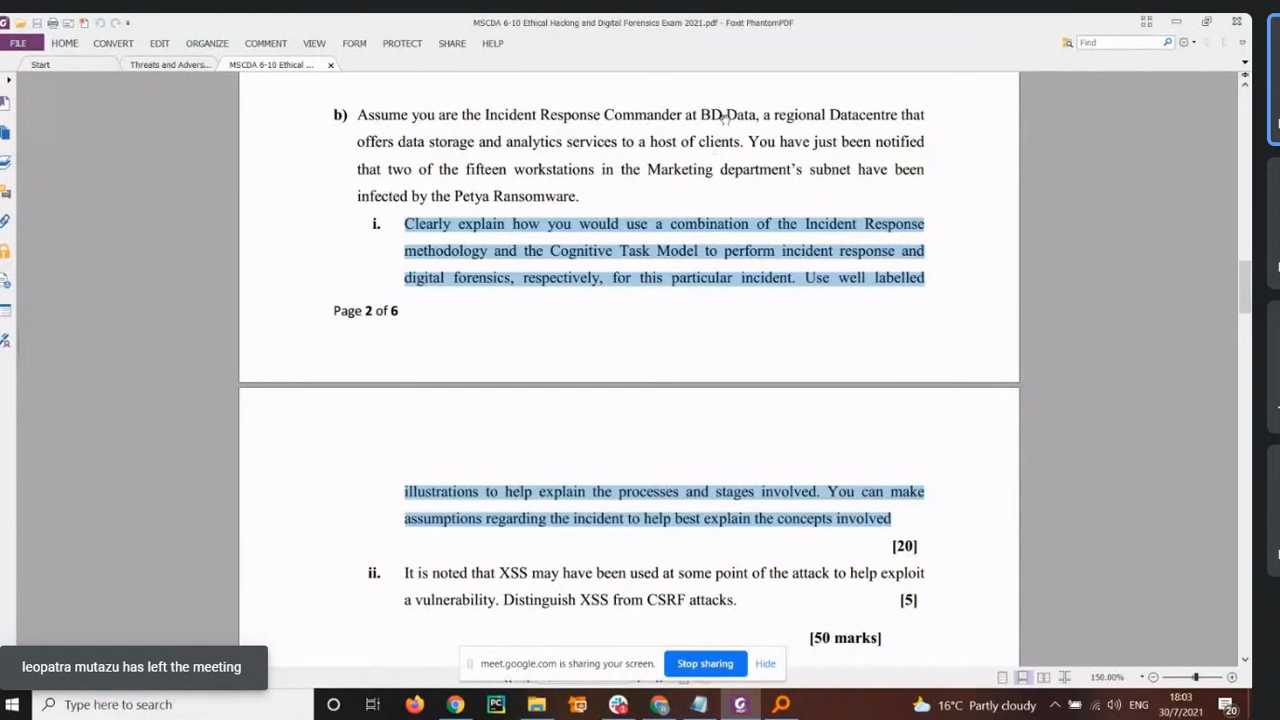 MSCDA 6-10 Ethical Hacking and Digital Forensics Exam 2021.pdf - Foxit PhantomPDF
FILE HOME CONVERT EDIT ORGANIZE COMMENT VIEW FORM PROTECT SHARE HELP
Find
Start Threats and Advers... MSCDA 6-10 Ethical ...
b) Assume you are the Incident Response Commander at BD Data, a regional Datacentre that
offers data storage and analytics services to a host of clients. You have just been notified
that two of the fifteen workstations in the Marketing department's subnet have been
infected by the Petya Ransomware.
i. Clearly explain how you would use a combination of the Incident Response
methodology and the Cognitive Task Model to perform incident response and
digital forensics, respectively, for this particular incident. Use well labelled
Page 2 of 6
illustrations to help explain the processes and stages involved. You can make
assumptions regarding the incident to help best explain the concepts involved
[20]
ii. It is noted that XSS may have been used at some point of the attack to help exploit
a vulnerability. Distinguish XSS from CSRF attacks. [5]
[50 marks]
leopatra mutazu has left the meeting
meet.google.com is sharing your screen. Stop sharing Hide
150.00%
Type here to search
16°C Partly cloudy
ENG
18:03
30/7/2021
20